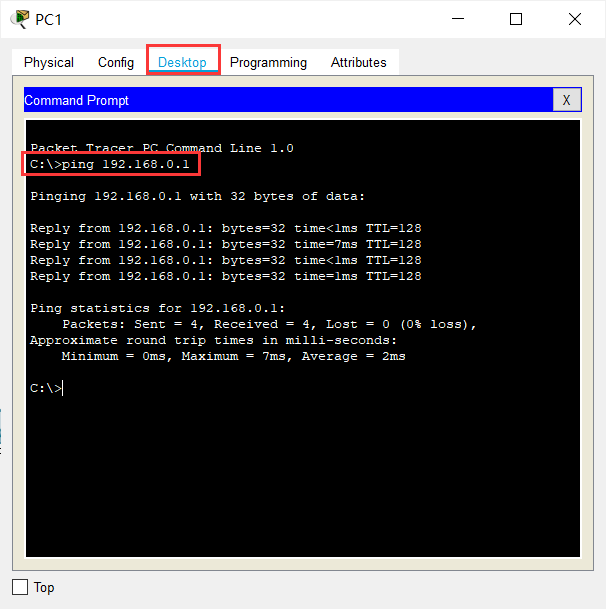 PC1
Physical Config Desktop Programming Attributes
Command Prompt X
Packet Tracer PC Command Line 1.0
C:\>ping 192.168.0.1
Pinging 192.168.0.1 with 32 bytes of data:
Reply from 192.168.0.1: bytes=32 time<1ms TTL=128
Reply from 192.168.0.1: bytes=32 time=7ms TTL=128
Reply from 192.168.0.1: bytes=32 time<1ms TTL=128
Reply from 192.168.0.1: bytes=32 time=1ms TTL=128
Ping statistics for 192.168.0.1:
Packets: Sent = 4, Received = 4, Lost = 0 (0% loss),
Approximate round trip times in milli-seconds:
Minimum = 0ms, Maximum = 7ms, Average = 2ms
C:\>
Top